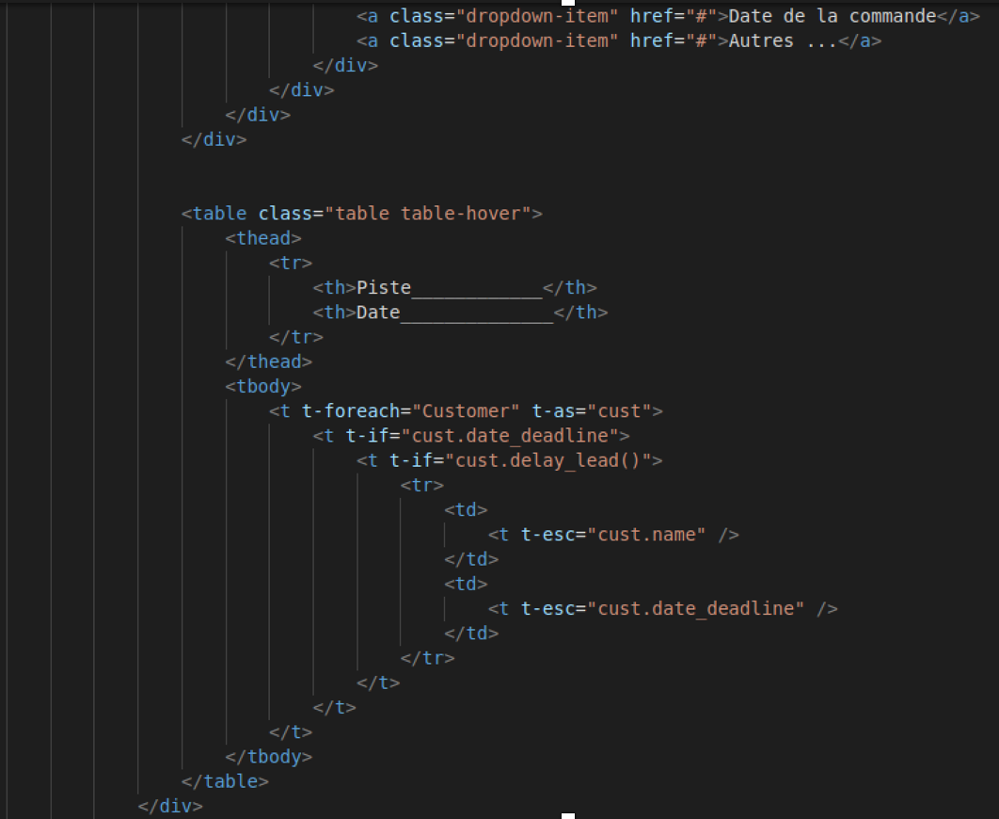 <a class="dropdown-item" href="#">Date de la commande</a>
<a class="dropdown-item" href="#">Autres ...</a>
</div>
</div>
</div>
</div>
<table class="table table-hover">
<thead>
<tr>
<th>Piste____________</th>
<th>Date______________</th>
</tr>
</thead>
<tbody>
<t t-foreach="Customer" t-as="cust">
<t t-if="cust.date_deadline">
<t t-if="cust.delay_lead()">
<tr>
<td>
<t t-esc="cust.name" />
</td>
<td>
<t t-esc="cust.date_deadline" />
</td>
</tr>
</t>
</t>
</t>
</tbody>
</table>
</div>